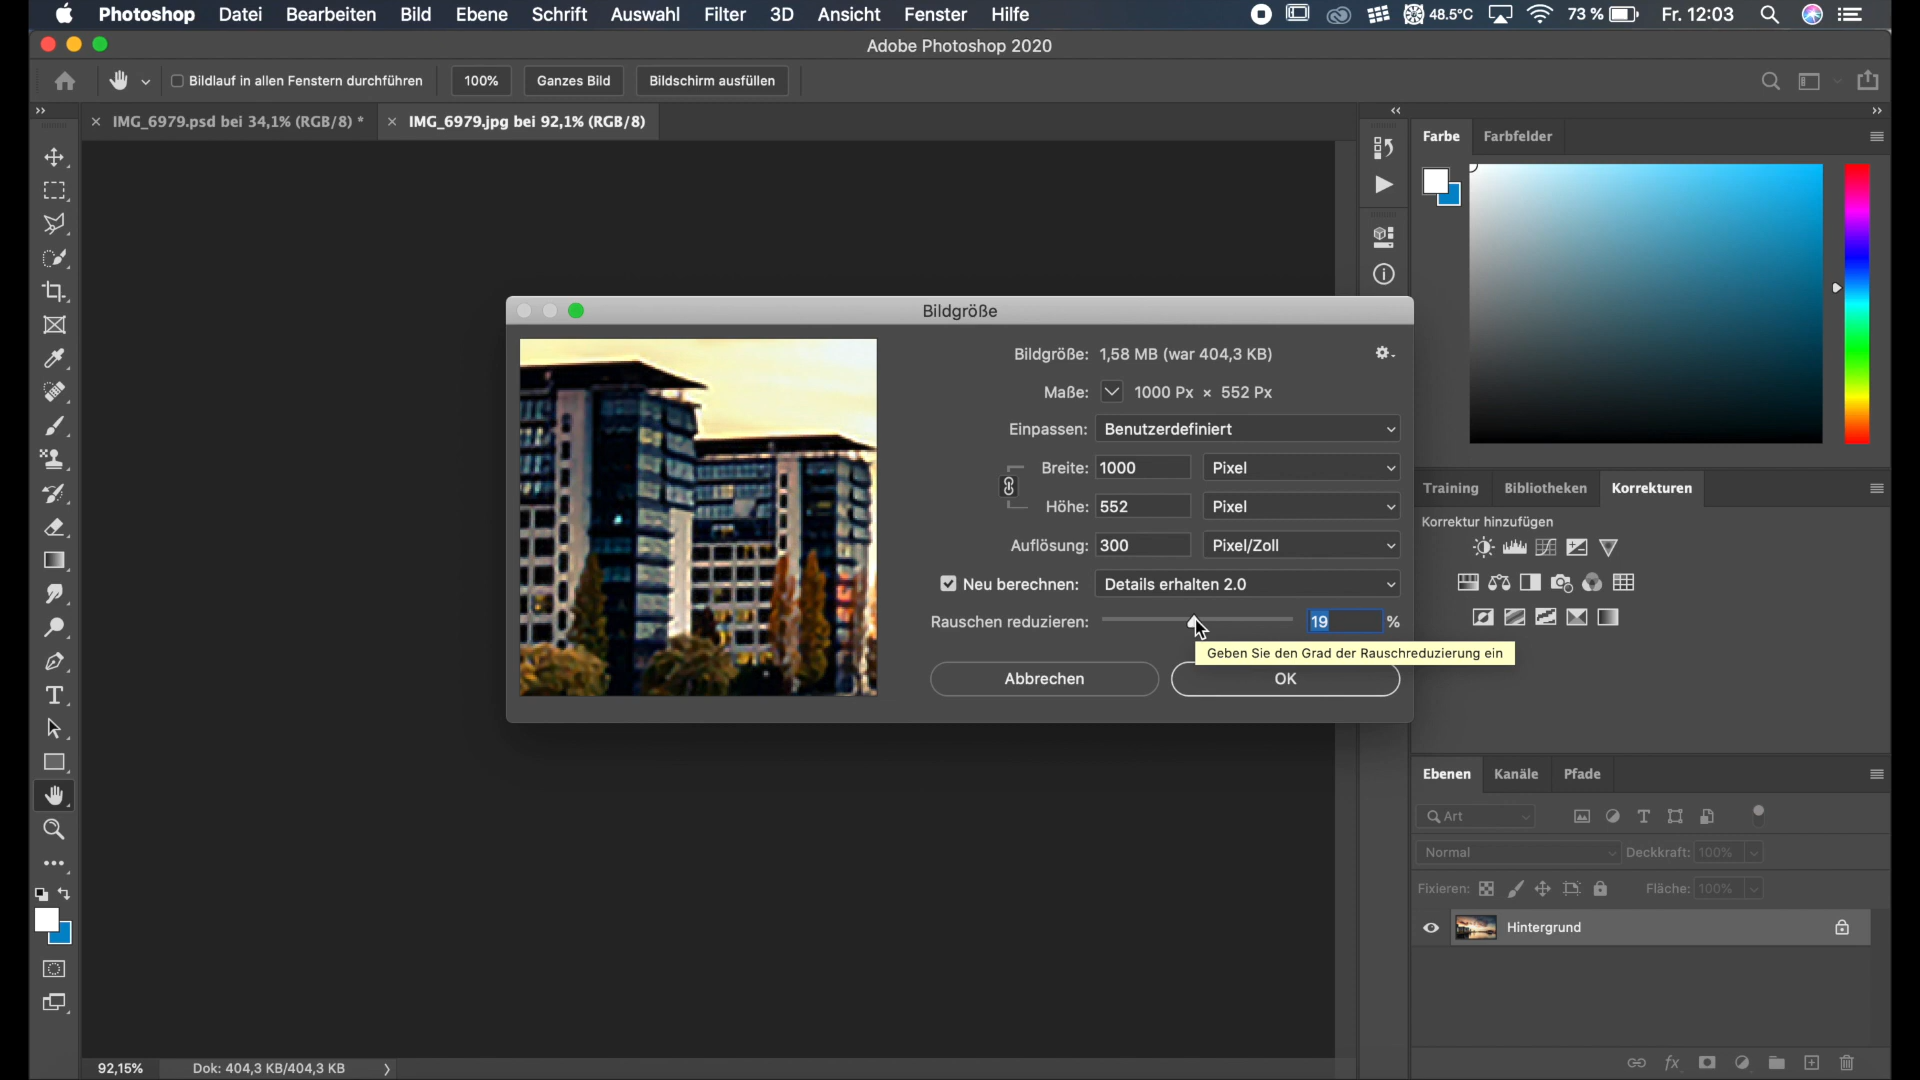 Photoshop Datei Bearbeiten Bild Ebene Schrift Auswahl Filter 3D Ansicht Fenster Hilfe 48.5°C 73 % Fr. 12:03
Adobe Photoshop 2020
Bildlauf in allen Fenstern durchführen 100% Ganzes Bild Bildschirm ausfüllen
× IMG_6979.psd bei 34,1% (RGB/8) * × IMG_6979.jpg bei 92,1% (RGB/8)
Farbe Farbfelder
Bildgröße
Bildgröße: 1,58 MB (war 404,3 KB)
Maße: 1000 Px × 552 Px
Einpassen: Benutzerdefiniert
Breite: 1000 Pixel
Höhe: 552 Pixel
Auflösung: 300 Pixel/Zoll
Neu berechnen: Details erhalten 2.0
Rauschen reduzieren: 19 %
Geben Sie den Grad der Rauschreduzierung ein
Abbrechen OK
Training Bibliotheken Korrekturen
Korrektur hinzufügen
Ebenen Kanäle Pfade
Art
Normal Deckkraft: 100%
Fixieren: Fläche: 100%
Hintergrund
fx
92,15% Dok: 404,3 KB/404,3 KB